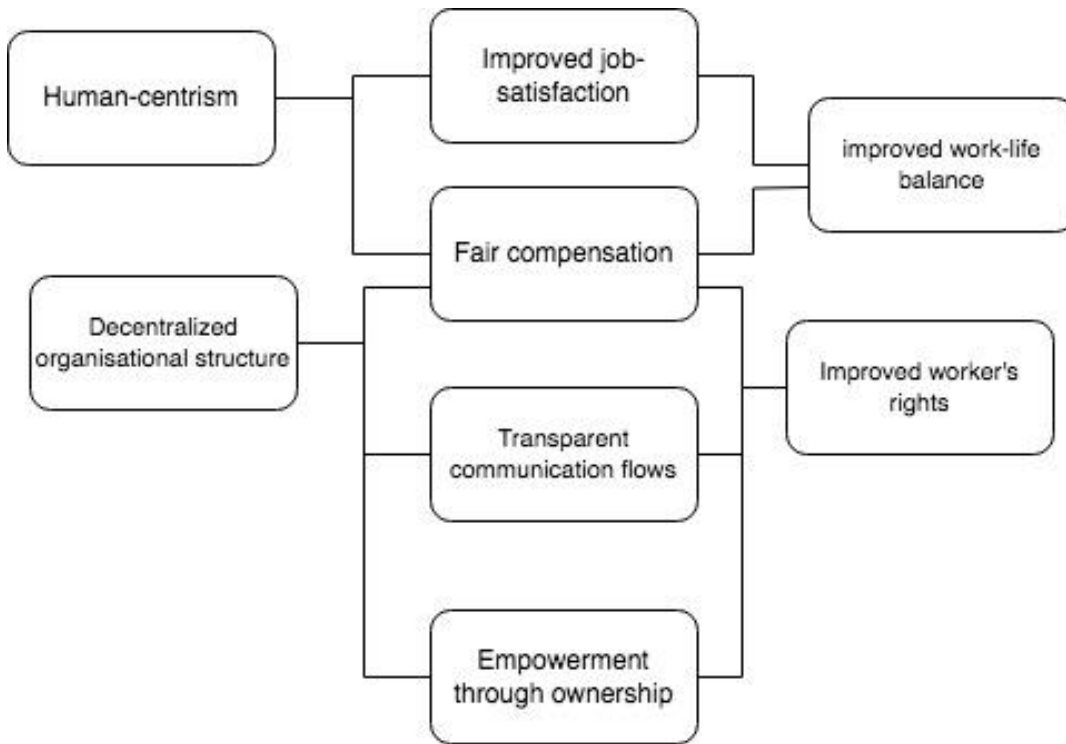 Human-centrism
Improved job-
satisfaction
improved work-life
balance
Fair compensation
Decentralized
organisational structure
Improved worker's
rights
Transparent
communication flows
Empowerment
through ownership